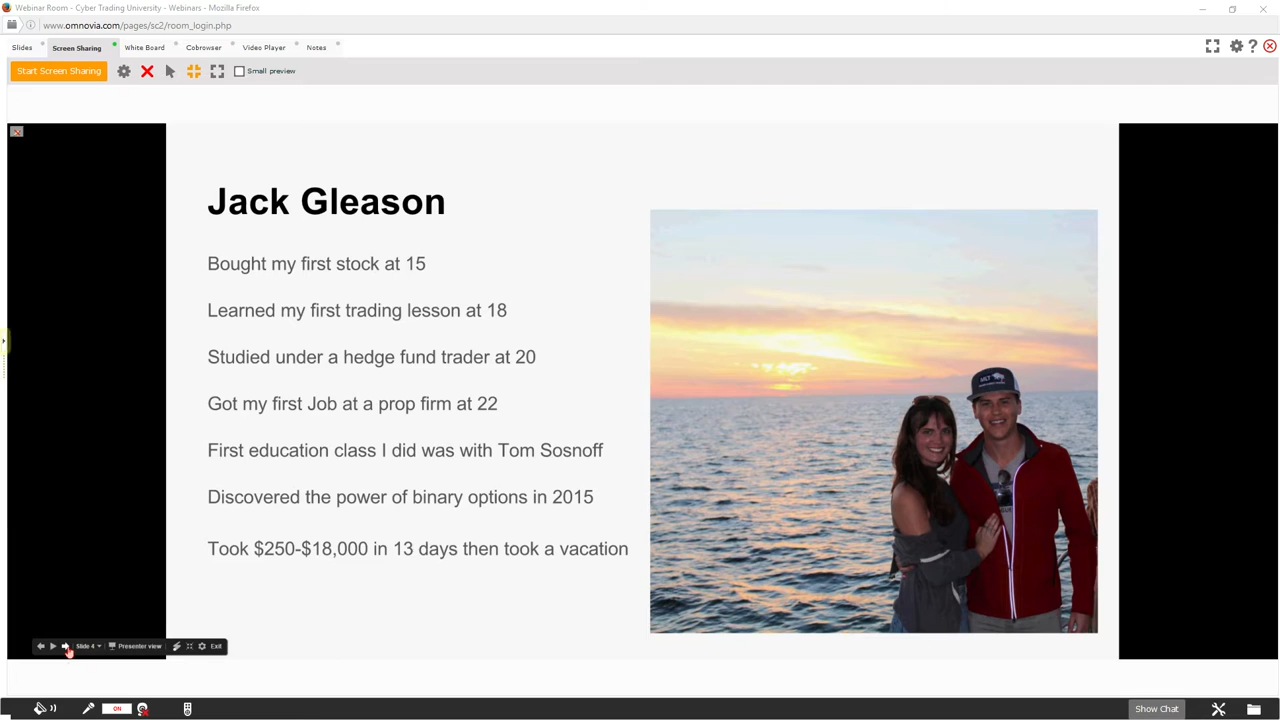 Webinar Room - Cyber Trading University - Webinars - Mozilla Firefox
www.omnovia.com/pages/sc2/room_login.php
Slides Screen Sharing White Board Cobrowser Video Player Notes
Start Screen Sharing Small preview
Jack Gleason
Bought my first stock at 15
Learned my first trading lesson at 18
Studied under a hedge fund trader at 20
Got my first Job at a prop firm at 22
First education class I did was with Tom Sosnoff
Discovered the power of binary options in 2015
Took $250-$18,000 in 13 days then took a vacation
Slide 4 Presenter view Exit
ON Show Chat